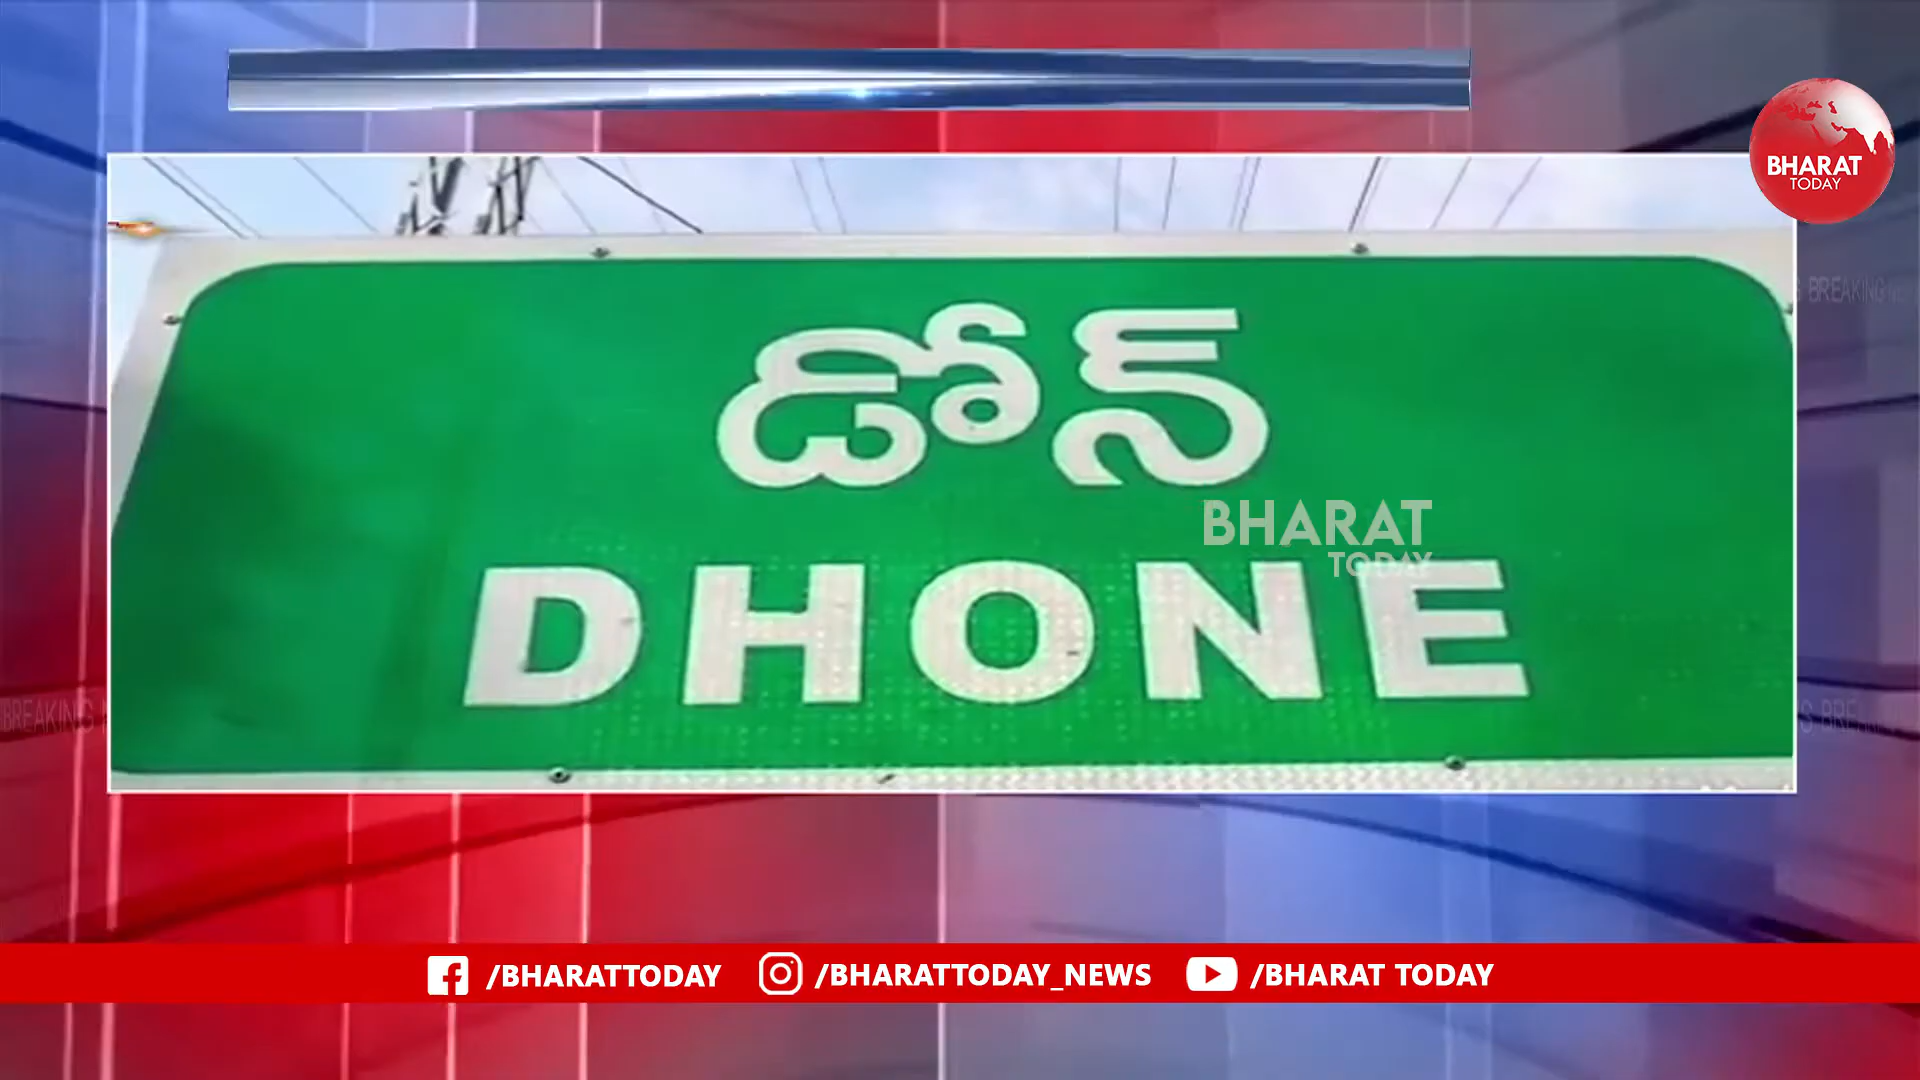 BHARAT
TODAY
డోన్
BHARAT
TODAY
DHONE
/BHARATTODAY
/BHARATTODAY_NEWS
/BHARAT TODAY